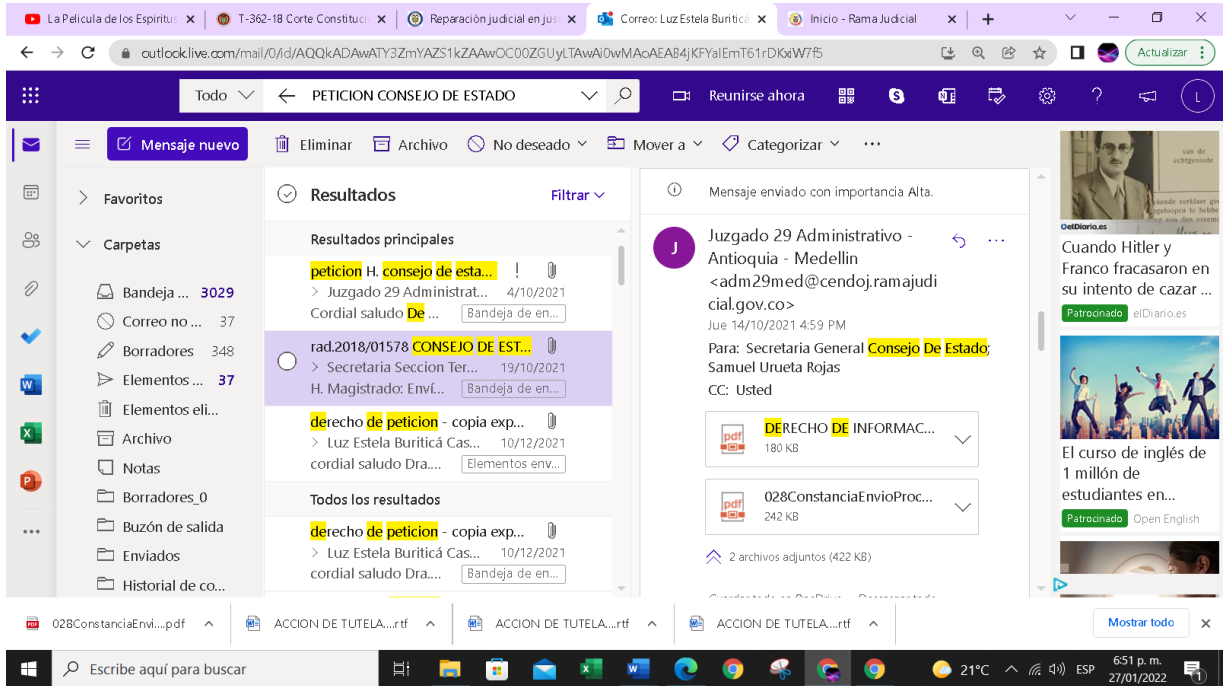 La Pelicula de los Espiritus
T-362-18 Corte Constituci
Reparación judicial en jus
Correo: Luz Estela Buriticá
Inicio - Rama Judicial
outlook.live.com/mail/0/id/AQQkADAwATY3ZmYAZS1kZAAwOC00ZGUyLTAwAi0wMAoAEAB4jKFYalEmT61rDKxiW7f5
Actualizar
Todo
PETICION CONSEJO DE ESTADO
Reunirse ahora
L
Mensaje nuevo
Eliminar
Archivo
No deseado
Mover a
Categorizar
Favoritos
Carpetas
Bandeja ... 3029
Correo no ... 37
Borradores 348
Elementos ... 37
Elementos eli...
Archivo
Notas
Borradores_0
Buzón de salida
Enviados
Historial de co...
Resultados
Filtrar
Resultados principales
peticion H. consejo de esta...
Juzgado 29 Administrat... 4/10/2021
Cordial saludo De ... Bandeja de en...
rad.2018/01578 CONSEJO DE EST...
Secretaria Seccion Ter... 19/10/2021
H. Magistrado: Enví... Bandeja de en...
derecho de peticion - copia exp...
Luz Estela Buriticá Cas... 10/12/2021
cordial saludo Dra.... Elementos env...
Todos los resultados
derecho de peticion - copia exp...
Luz Estela Buriticá Cas... 10/12/2021
cordial saludo Dra.... Bandeja de en...
Mensaje enviado con importancia Alta.
J
Juzgado 29 Administrativo -
Antioquia - Medellin
<adm29med@cendoj.ramajudi
cial.gov.co>
Jue 14/10/2021 4:59 PM
Para: Secretaria General Consejo De Estado;
Samuel Urueta Rojas
CC: Usted
DERECHO DE INFORMAC...
180 KB
028ConstanciaEnvioProc...
242 KB
2 archivos adjuntos (422 KB)
van de
echtgenoote
elDiario.es
Cuando Hitler y
Franco fracasaron en
su intento de cazar ...
Patrocinado elDiario.es
El curso de inglés de
1 millón de
estudiantes en...
Patrocinado Open English
028ConstanciaEnvi....pdf
ACCION DE TUTELA....rtf
ACCION DE TUTELA....rtf
ACCION DE TUTELA....rtf
Mostrar todo
Escribe aquí para buscar
21°C
ESP
6:51 p. m.
27/01/2022
1